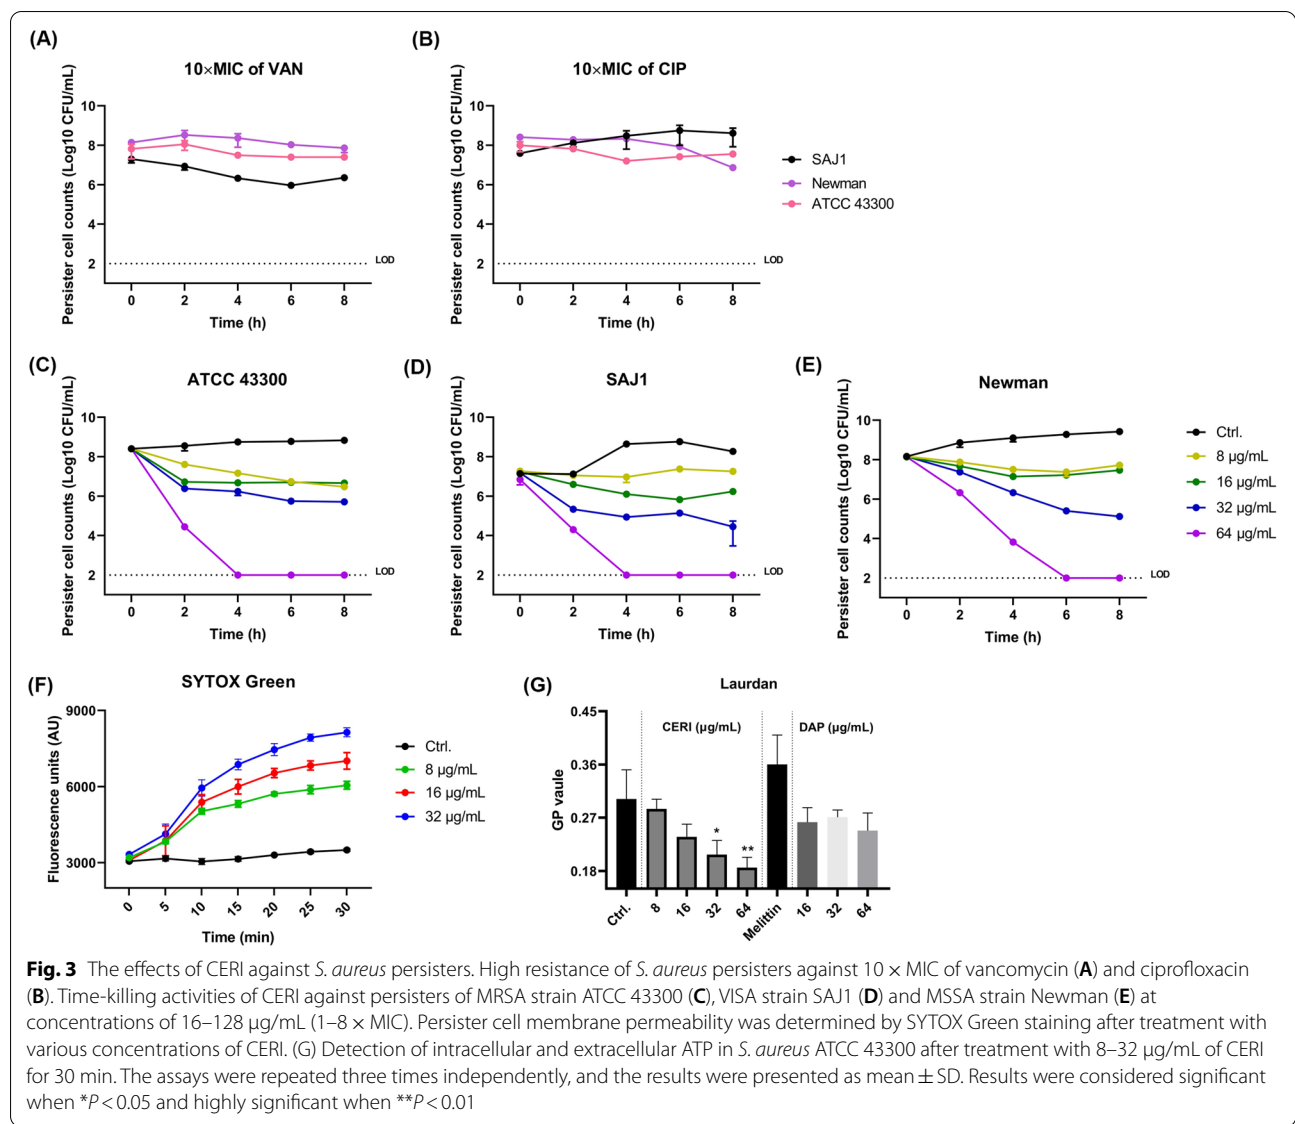 (A)
10×MIC of VAN
Persister cell counts (Log10 CFU/mL)
10
8
6
4
2
LOD
0 2 4 6 8
Time (h)
(B)
10×MIC of CIP
Persister cell counts (Log10 CFU/mL)
10
8
6
4
2
LOD
0 2 4 6 8
Time (h)
SAJ1
Newman
ATCC 43300
(C)
ATCC 43300
Persister cell counts (Log10 CFU/mL)
10
8
6
4
2
LOD
0 2 4 6 8
Time (h)
(D)
SAJ1
Persister cell counts (Log10 CFU/mL)
10
8
6
4
2
LOD
0 2 4 6 8
Time (h)
(E)
Newman
Persister cell counts (Log10 CFU/mL)
10
8
6
4
2
LOD
0 2 4 6 8
Time (h)
Ctrl.
8 µg/mL
16 µg/mL
32 µg/mL
64 µg/mL
(F)
SYTOX Green
Fluorescence units (AU)
9000
6000
3000
0 5 10 15 20 25 30
Time (min)
Ctrl.
8 µg/mL
16 µg/mL
32 µg/mL
(G)
Laurdan
GP vaule
0.45
0.36
0.27
0.18
CERI (µg/mL)
DAP (µg/mL)
*
**
Ctrl. 8 16 32 64 Melittin 16 32 64
Fig. 3 The effects of CERI against S. aureus persisters. High resistance of S. aureus persisters against 10 × MIC of vancomycin (A) and ciprofloxacin
(B). Time-killing activities of CERI against persisters of MRSA strain ATCC 43300 (C), VISA strain SAJ1 (D) and MSSA strain Newman (E) at
concentrations of 16–128 µg/mL (1–8 × MIC). Persister cell membrane permeability was determined by SYTOX Green staining after treatment with
various concentrations of CERI. (G) Detection of intracellular and extracellular ATP in S. aureus ATCC 43300 after treatment with 8–32 µg/mL of CERI
for 30 min. The assays were repeated three times independently, and the results were presented as mean ± SD. Results were considered significant
when *P < 0.05 and highly significant when **P < 0.01